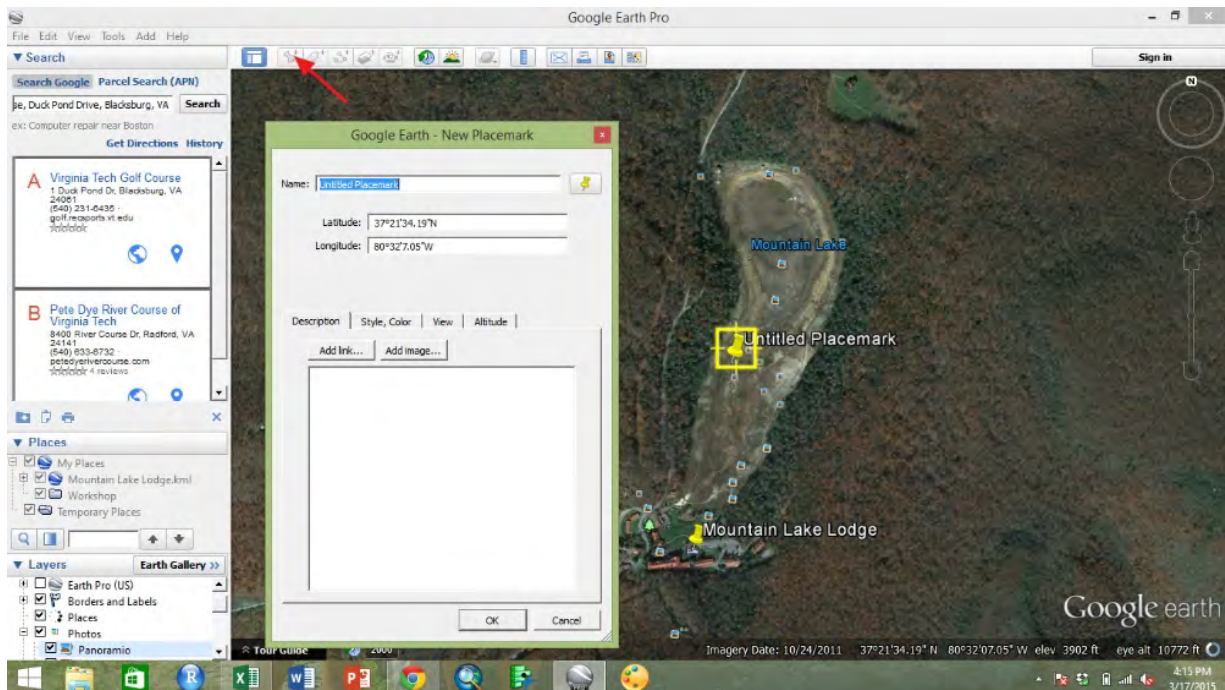 Google Earth Pro
File Edit View Tools Add Help
Search
Sign in
Search Google Parcel Search (APN)
se, Duck Pond Drive, Blacksburg, VA Search
ex: Computer repair near Boston
Get Directions History
A Virginia Tech Golf Course
1 Duck Pond Dr, Blacksburg, VA
24061
(540) 231-6435 -
golf.recsports.vt.edu
B Pete Dye River Course of
Virginia Tech
8400 River Course Dr, Radford, VA
24141
(540) 633-6732 -
petedyerivercourse.com
4 reviews
Places
My Places
Mountain Lake Lodge.kml
Workshop
Temporary Places
Layers Earth Gallery >>
Earth Pro (US)
Borders and Labels
Places
Photos
Panoramio
Google Earth - New Placemark
Name: Untitled Placemark
Latitude: 37°21'34.19"N
Longitude: 80°32'7.05"W
Description Style, Color View Altitude
Add link... Add image...
OK Cancel
N
Mountain Lake
Untitled Placemark
Mountain Lake Lodge
Google earth
Tour Guide 2006 Imagery Date: 10/24/2011 37°21'34.19" N 80°32'07.05" W elev 3902 ft eye alt 10772 ft
4:15 PM
3/17/2015